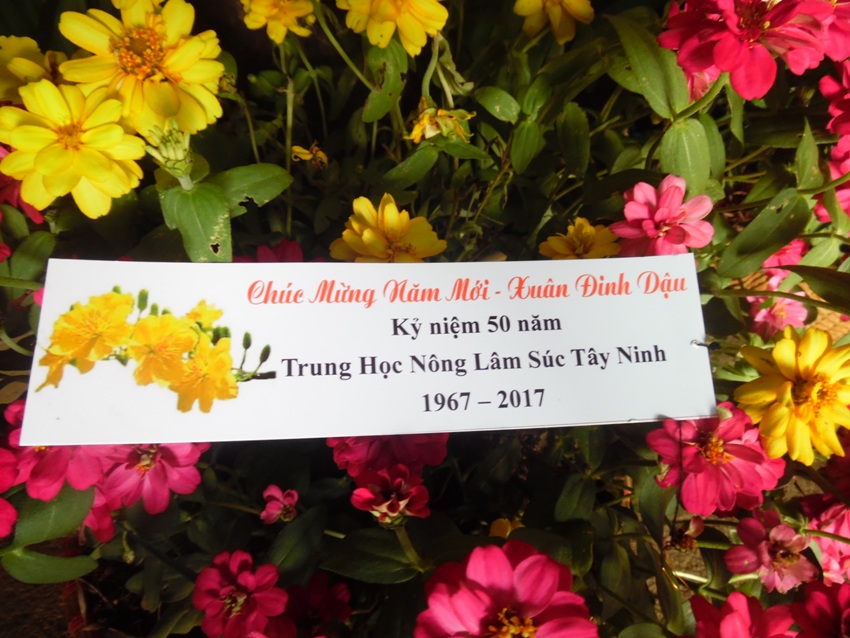 Chúc Mừng Năm Mới - Xuân Đinh Dậu
Kỷ niệm 50 năm
Trung Học Nông Lâm Súc Tây Ninh
1967 – 2017